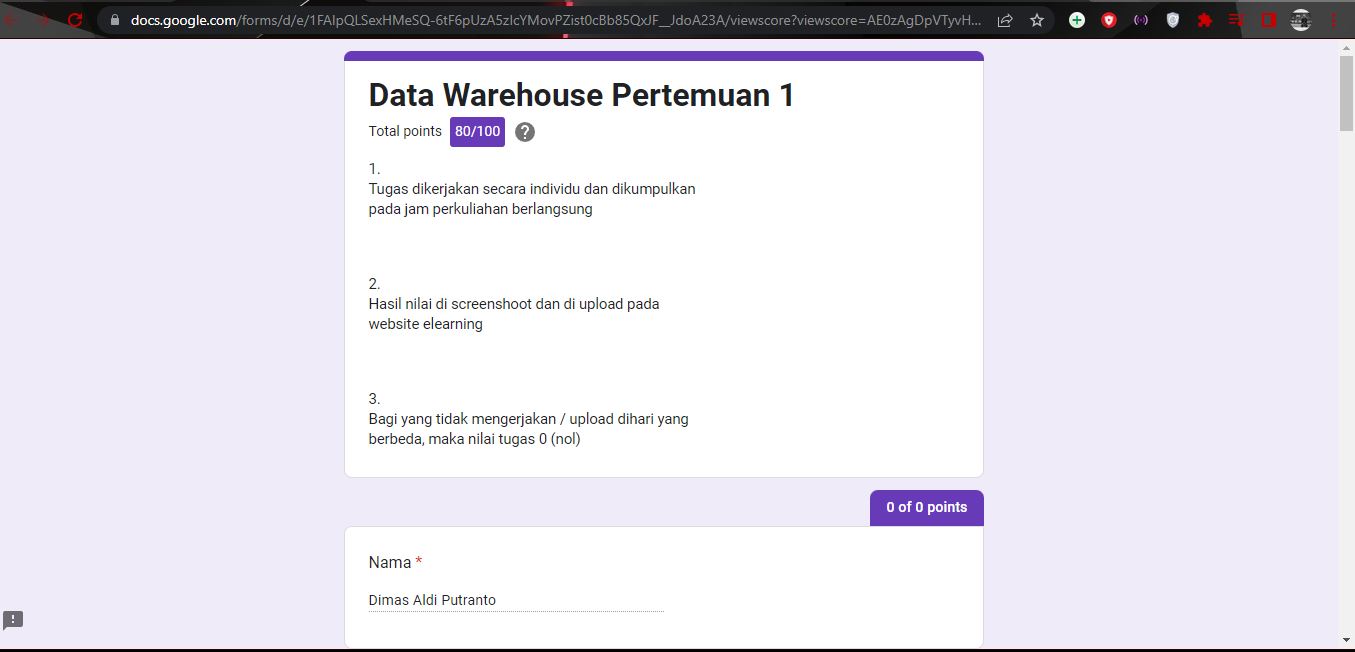 docs.google.com/forms/d/e/1FAIpQLSexHMeSQ-6tF6pUzA5zIcYMovPZist0cBb85QxJF__JdoA23A/viewscore?viewscore=AE0zAgDpVTyvH...
Data Warehouse Pertemuan 1
Total points 80/100 ?
1.
Tugas dikerjakan secara individu dan dikumpulkan
pada jam perkuliahan berlangsung
2.
Hasil nilai di screenshoot dan di upload pada
website elearning
3.
Bagi yang tidak mengerjakan / upload dihari yang
berbeda, maka nilai tugas 0 (nol)
0 of 0 points
Nama *
Dimas Aldi Putranto